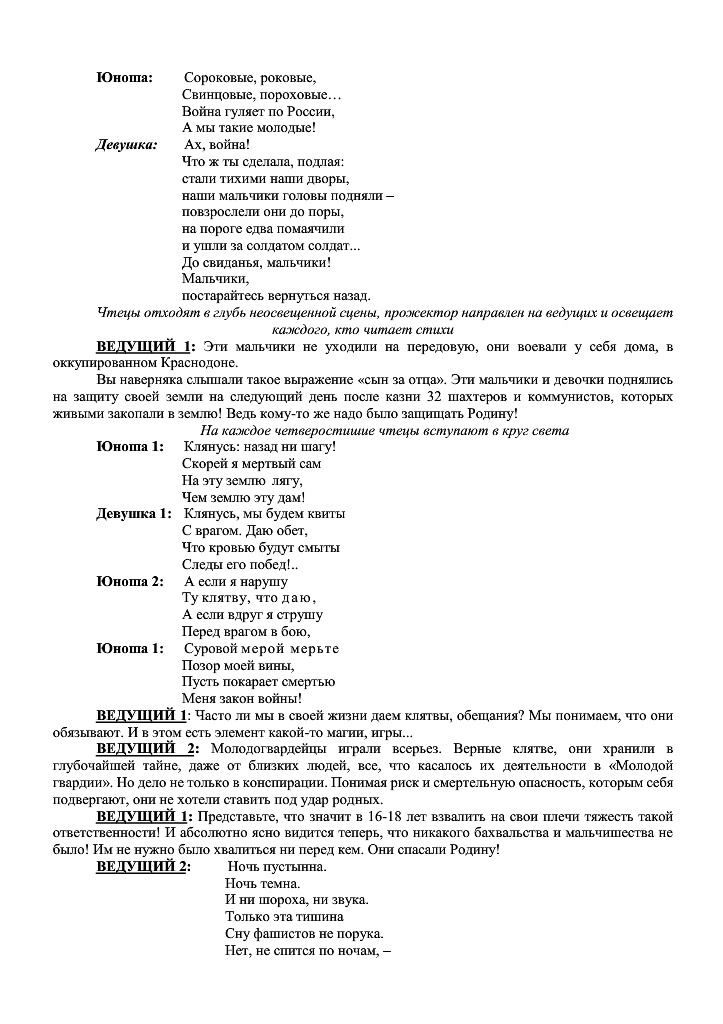 Юноша: Сороковые, роковые,
Свинцовые, пороховые…
Война гуляет по России,
А мы такие молодые!
Девушка: Ах, война!
Что ж ты сделала, подлая:
стали тихими наши дворы,
наши мальчики головы подняли –
повзрослели они до поры,
на пороге едва помаячили
и ушли за солдатом солдат...
До свиданья, мальчики!
Мальчики,
постарайтесь вернуться назад.
Чтецы отходят в глубь неосвещенной сцены, прожектор направлен на ведущих и освещает
каждого, кто читает стихи
ВЕДУЩИЙ 1: Эти мальчики не уходили на передовую, они воевали у себя дома, в
оккупированном Краснодоне.
Вы наверняка слышали такое выражение «сын за отца». Эти мальчики и девочки поднялись
на защиту своей земли на следующий день после казни 32 шахтеров и коммунистов, которых
живыми закопали в землю! Ведь кому-то же надо было защищать Родину!
На каждое четверостишие чтецы вступают в круг света
Юноша 1: Клянусь: назад ни шагу!
Скорей я мертвый сам
На эту землю лягу,
Чем землю эту дам!
Девушка 1: Клянусь, мы будем квиты
С врагом. Даю обет,
Что кровью будут смыты
Следы его побед!..
Юноша 2: А если я нарушу
Ту клятву, что даю,
А если вдруг я струшу
Перед врагом в бою,
Юноша 1: Суровой мерой мерьте
Позор моей вины,
Пусть покарает смертью
Меня закон войны!
ВЕДУЩИЙ 1: Часто ли мы в своей жизни даем клятвы, обещания? Мы понимаем, что они
обязывают. И в этом есть элемент какой-то магии, игры...
ВЕДУЩИЙ 2: Молодогвардейцы играли всерьез. Верные клятве, они хранили в
глубочайшей тайне, даже от близких людей, все, что касалось их деятельности в «Молодой
гвардии». Но дело не только в конспирации. Понимая риск и смертельную опасность, которым себя
подвергают, они не хотели ставить под удар родных.
ВЕДУЩИЙ 1: Представьте, что значит в 16-18 лет взвалить на свои плечи тяжесть такой
ответственности! И абсолютно ясно видится теперь, что никакого бахвальства и мальчишества не
было! Им не нужно было хвалиться ни перед кем. Они спасали Родину!
ВЕДУЩИЙ 2: Ночь пустынна.
Ночь темна.
И ни шороха, ни звука.
Только эта тишина
Сну фашистов не порука.
Нет, не спится по ночам, –